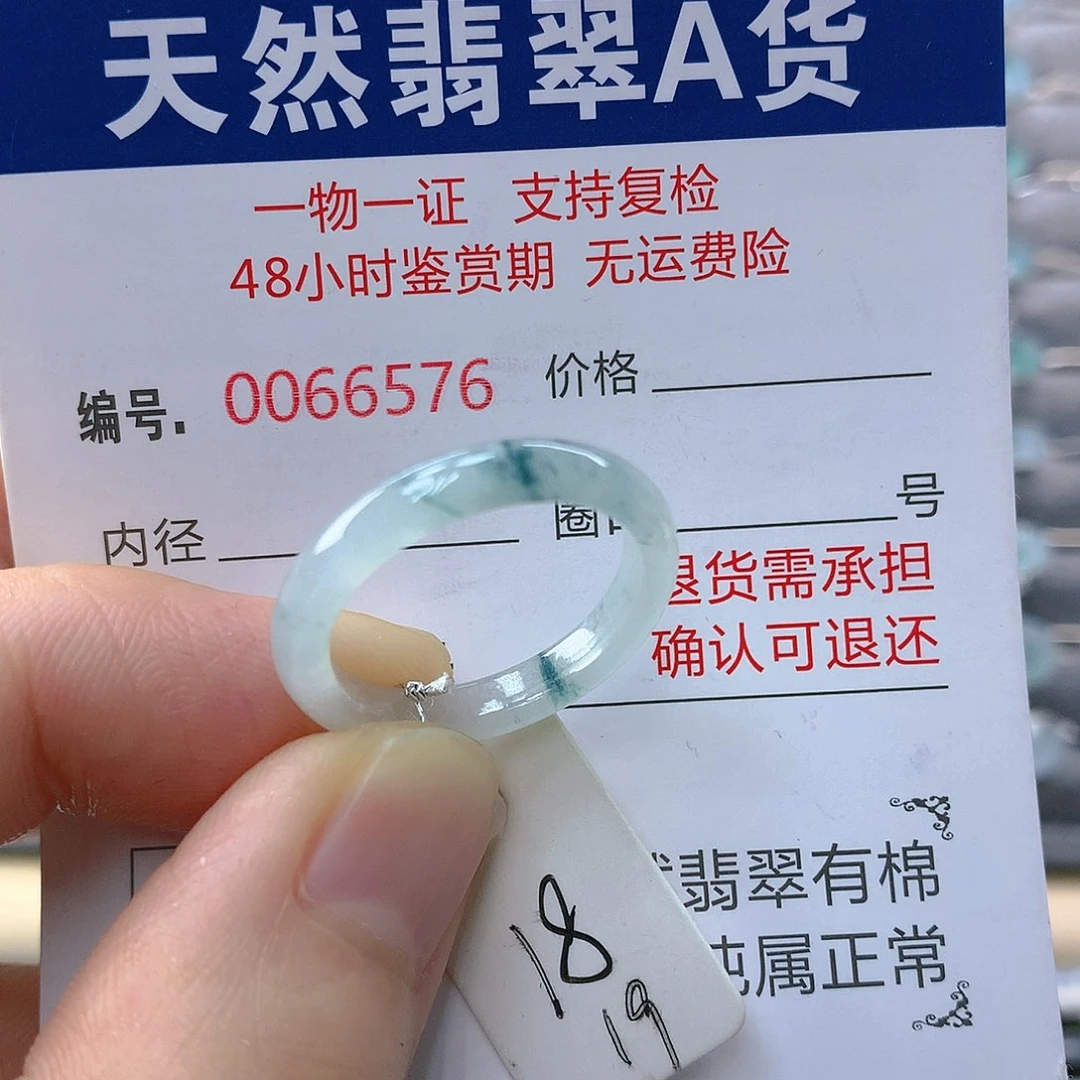 天然翡翠A货
一物一证 支持复检
48小时鉴赏期 无运费险
编号. 0066576 价格
内径 圈 号
退货需承担
确认可退还
翡翠有棉
纯属正常
18
19